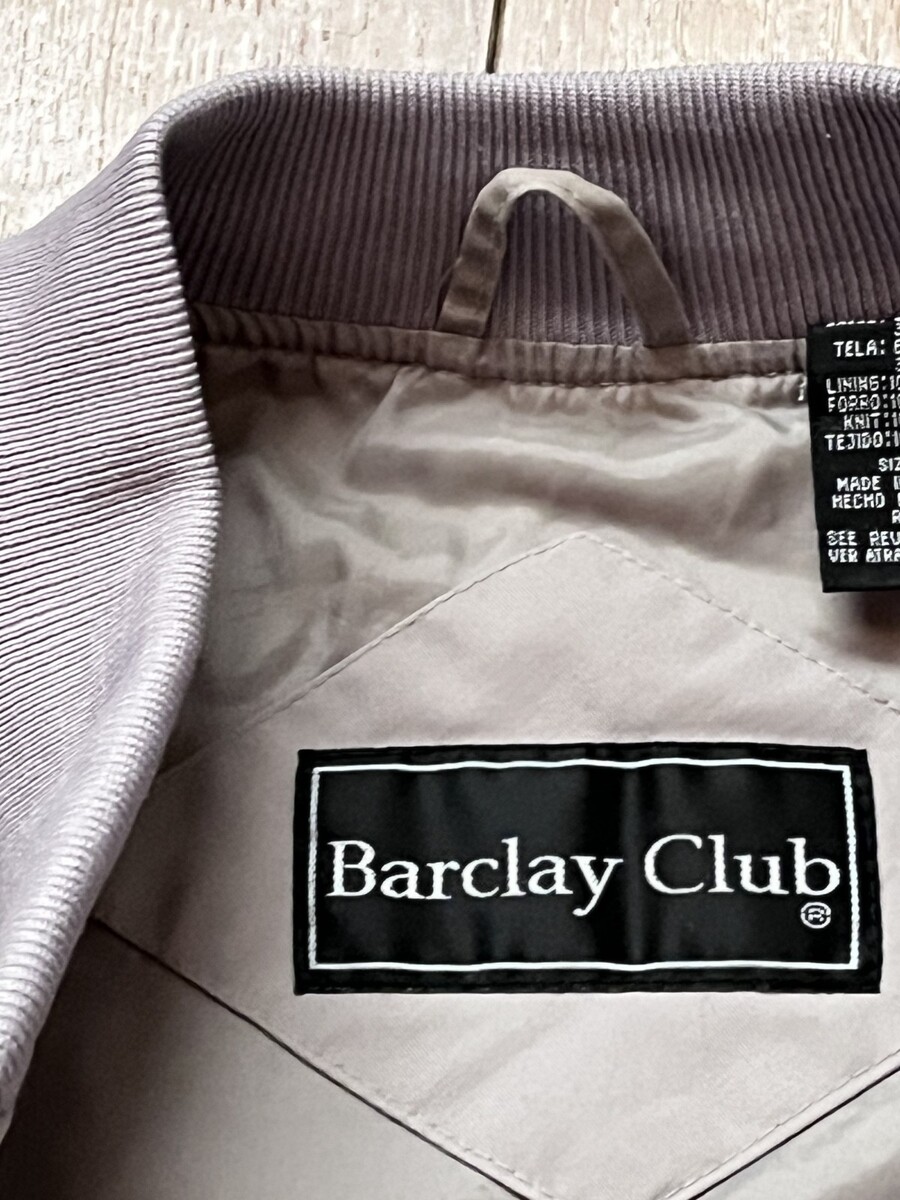 Barclay Club
®
TELA:
LINING:
FORRO:
KNIT:
TEJIDO:
MADE
HECHO
SEE
VER